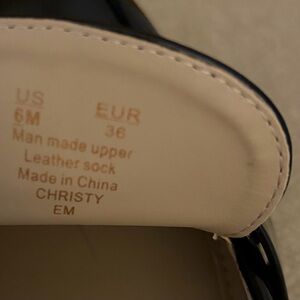 US EUR
6M 36
Man made upper
Leather sock
Made in China
CHRISTY
EM